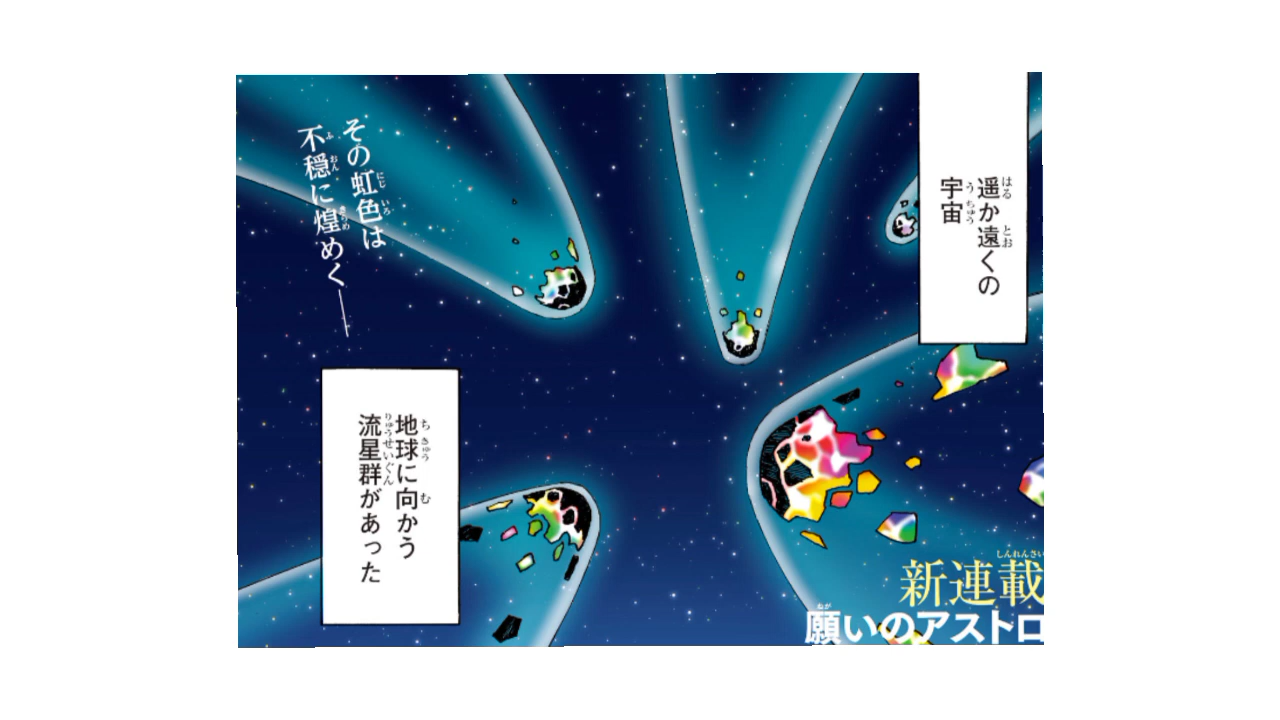 遥か遠くの
宇宙
地球に向かう
流星群があった
その虹色は
不穏に煌めく――
新連載
願いのアストロ